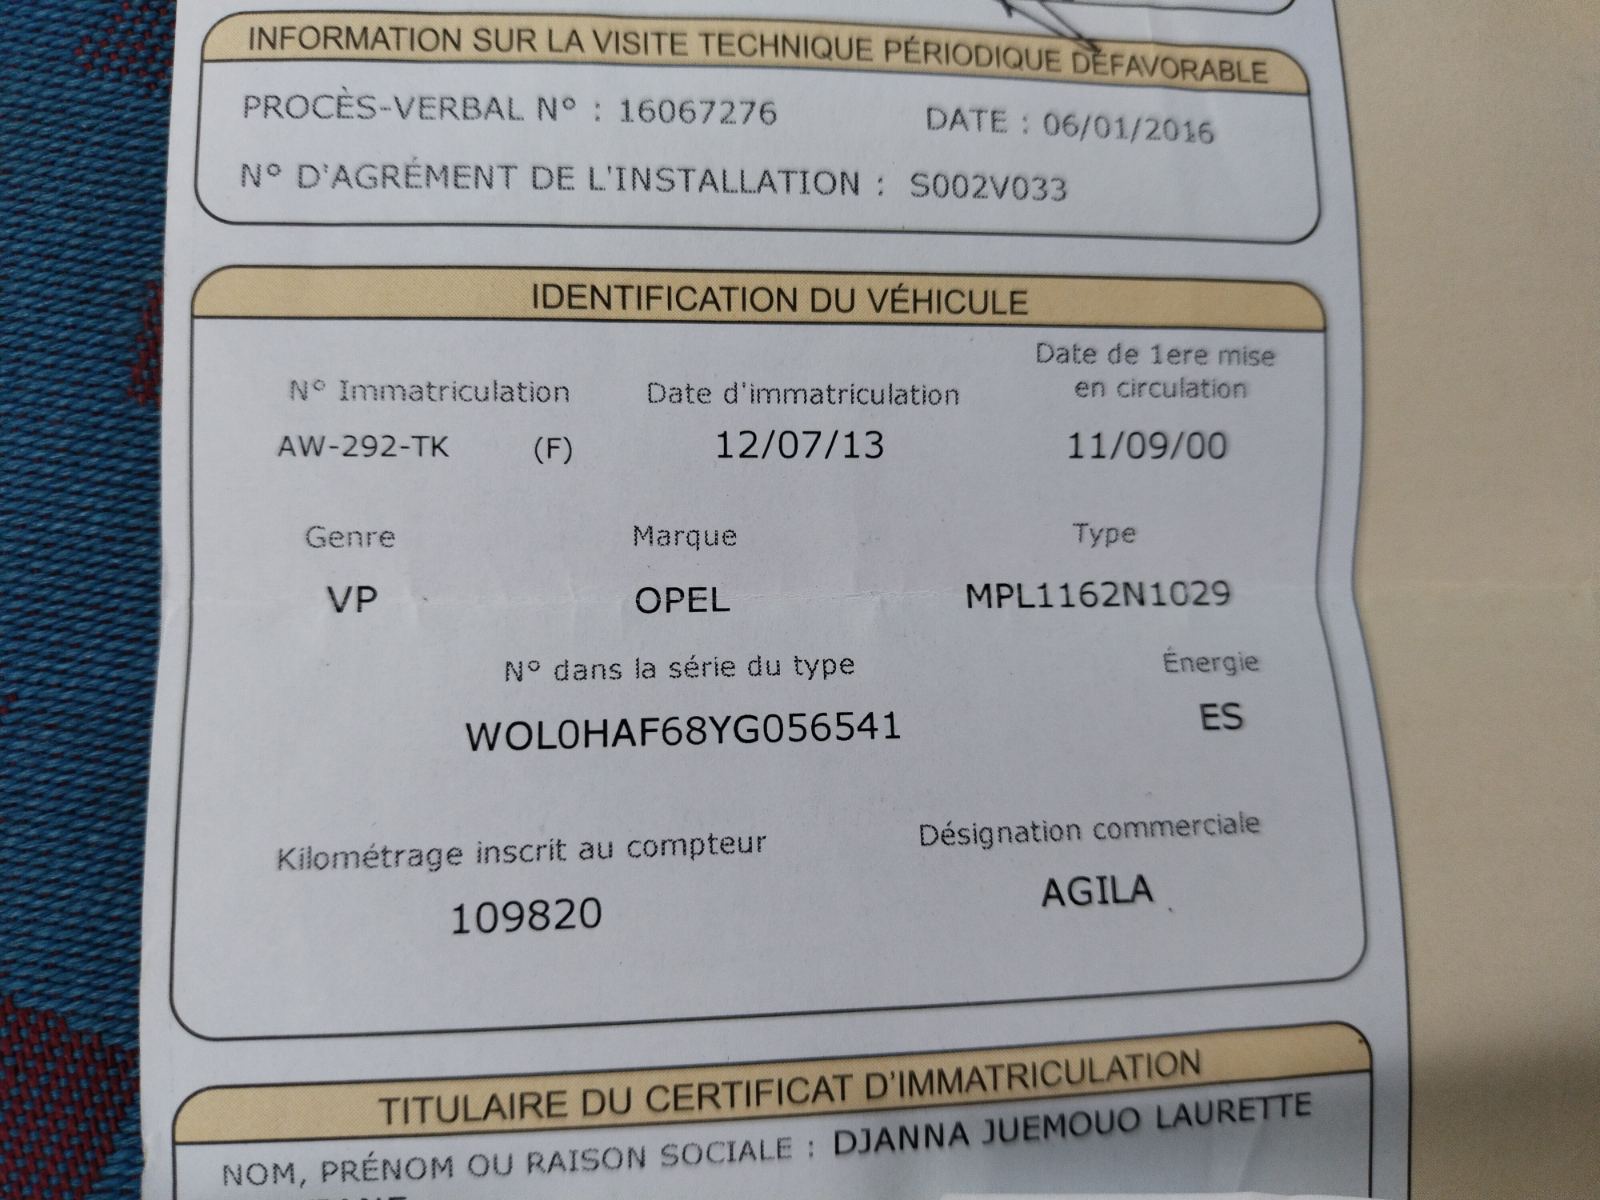 INFORMATION SUR LA VISITE TECHNIQUE PÉRIODIQUE DÉFAVORABLE
PROCÈS-VERBAL N° : 16067276 DATE : 06/01/2016
N° D'AGRÉMENT DE L'INSTALLATION : S002V033
IDENTIFICATION DU VÉHICULE
N° Immatriculation Date d'immatriculation Date de 1ere mise en circulation
AW-292-TK (F) 12/07/13 11/09/00
Genre Marque Type
VP OPEL MPL1162N1029
N° dans la série du type Énergie
WOL0HAF68YG056541 ES
Kilométrage inscrit au compteur Désignation commerciale
109820 AGILA
TITULAIRE DU CERTIFICAT D'IMMATRICULATION
NOM, PRÉNOM OU RAISON SOCIALE : DJANNA JUEMOUO LAURETTE